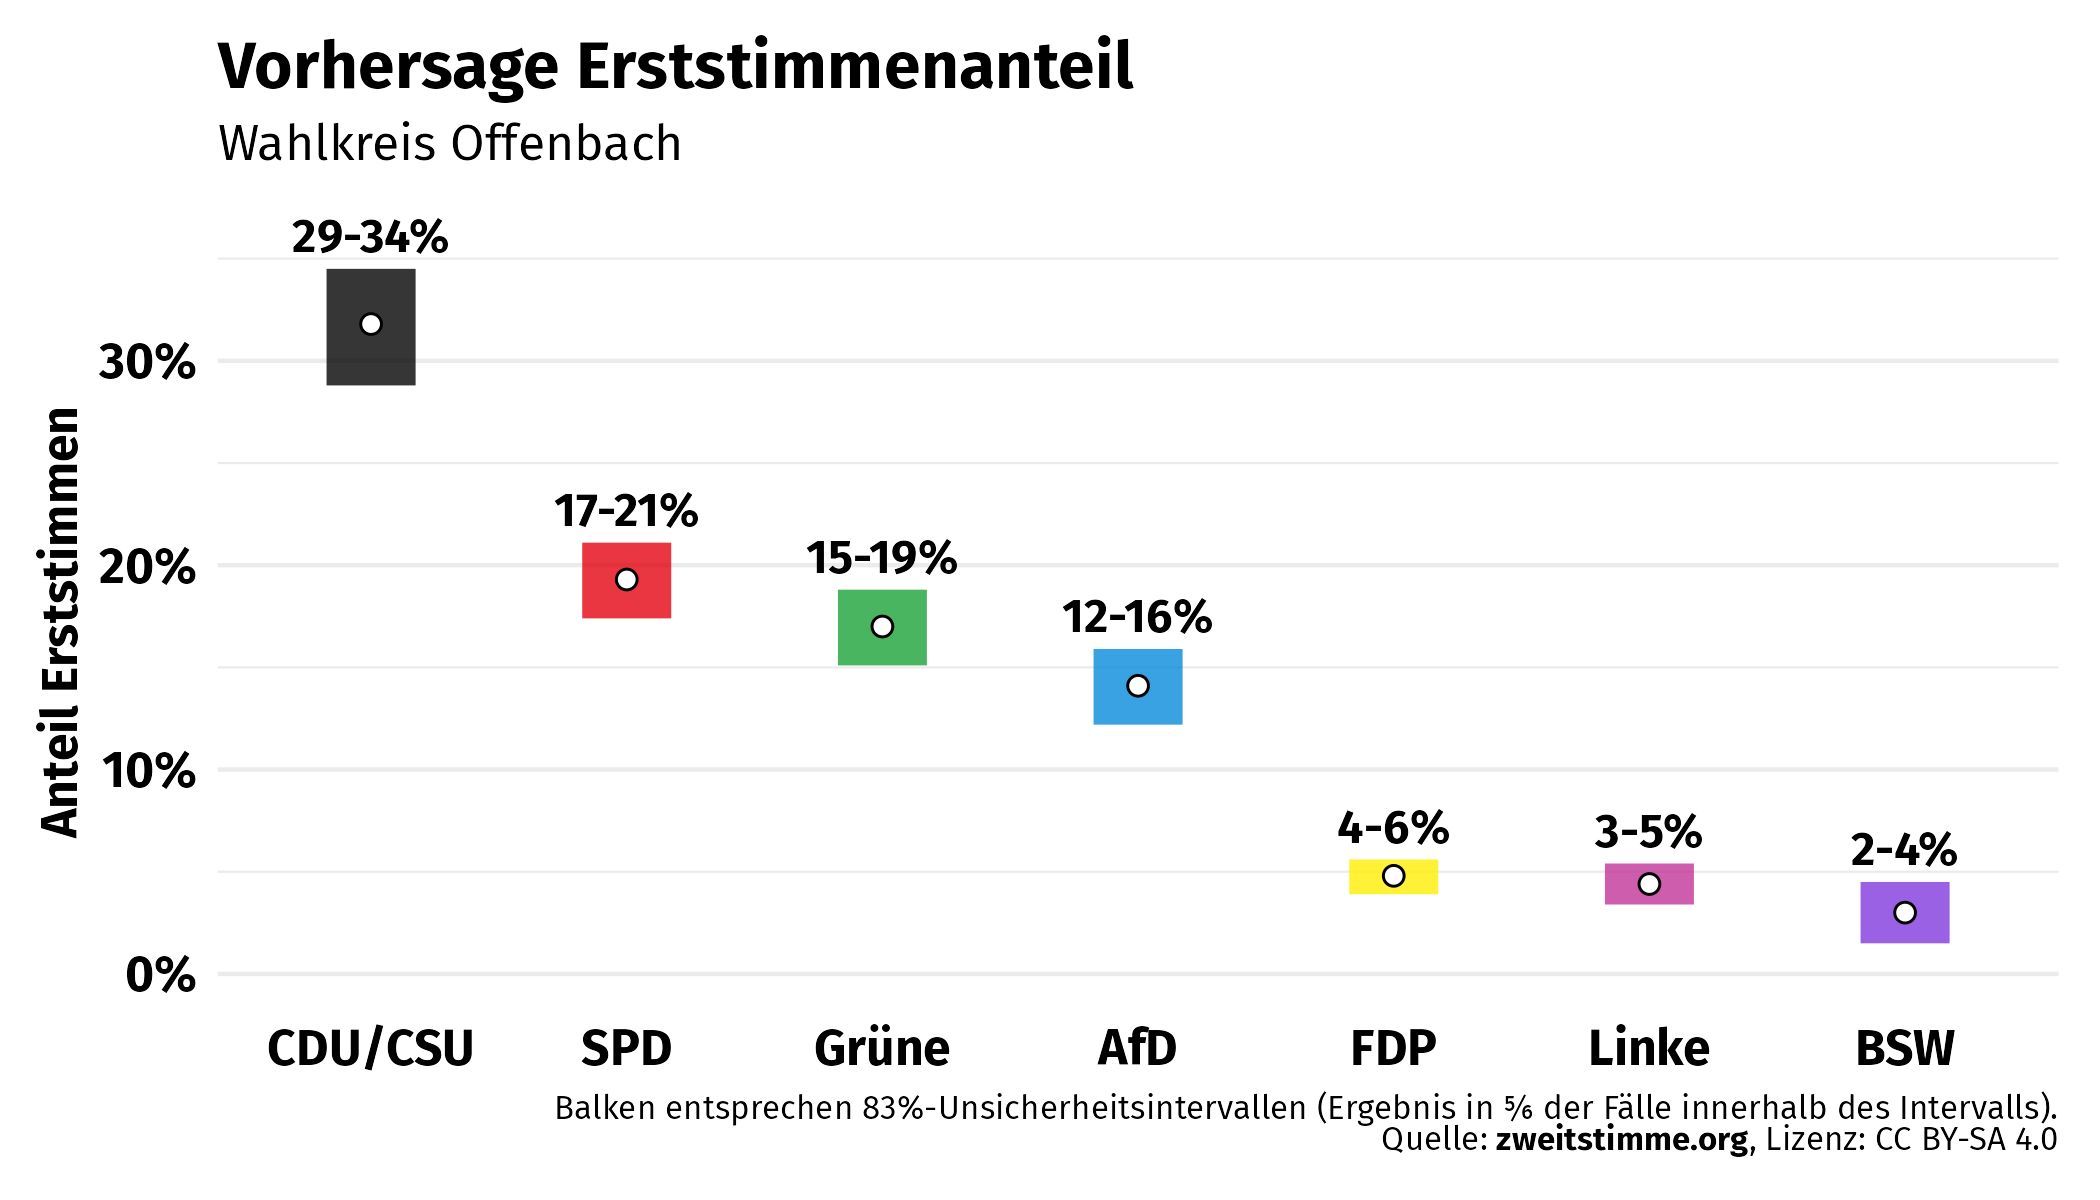 Vorhersage Erststimmenanteil
Wahlkreis Offenbach
Anteil Erststimmen
30%
20%
10%
0%
29-34%
17-21%
15-19%
12-16%
4-6%
3-5%
2-4%
CDU/CSU SPD Grüne AfD FDP Linke BSW
Balken entsprechen 83%-Unsicherheitsintervallen (Ergebnis in ⅚ der Fälle innerhalb des Intervalls).
Quelle: zweitstimme.org, Lizenz: CC BY-SA 4.0